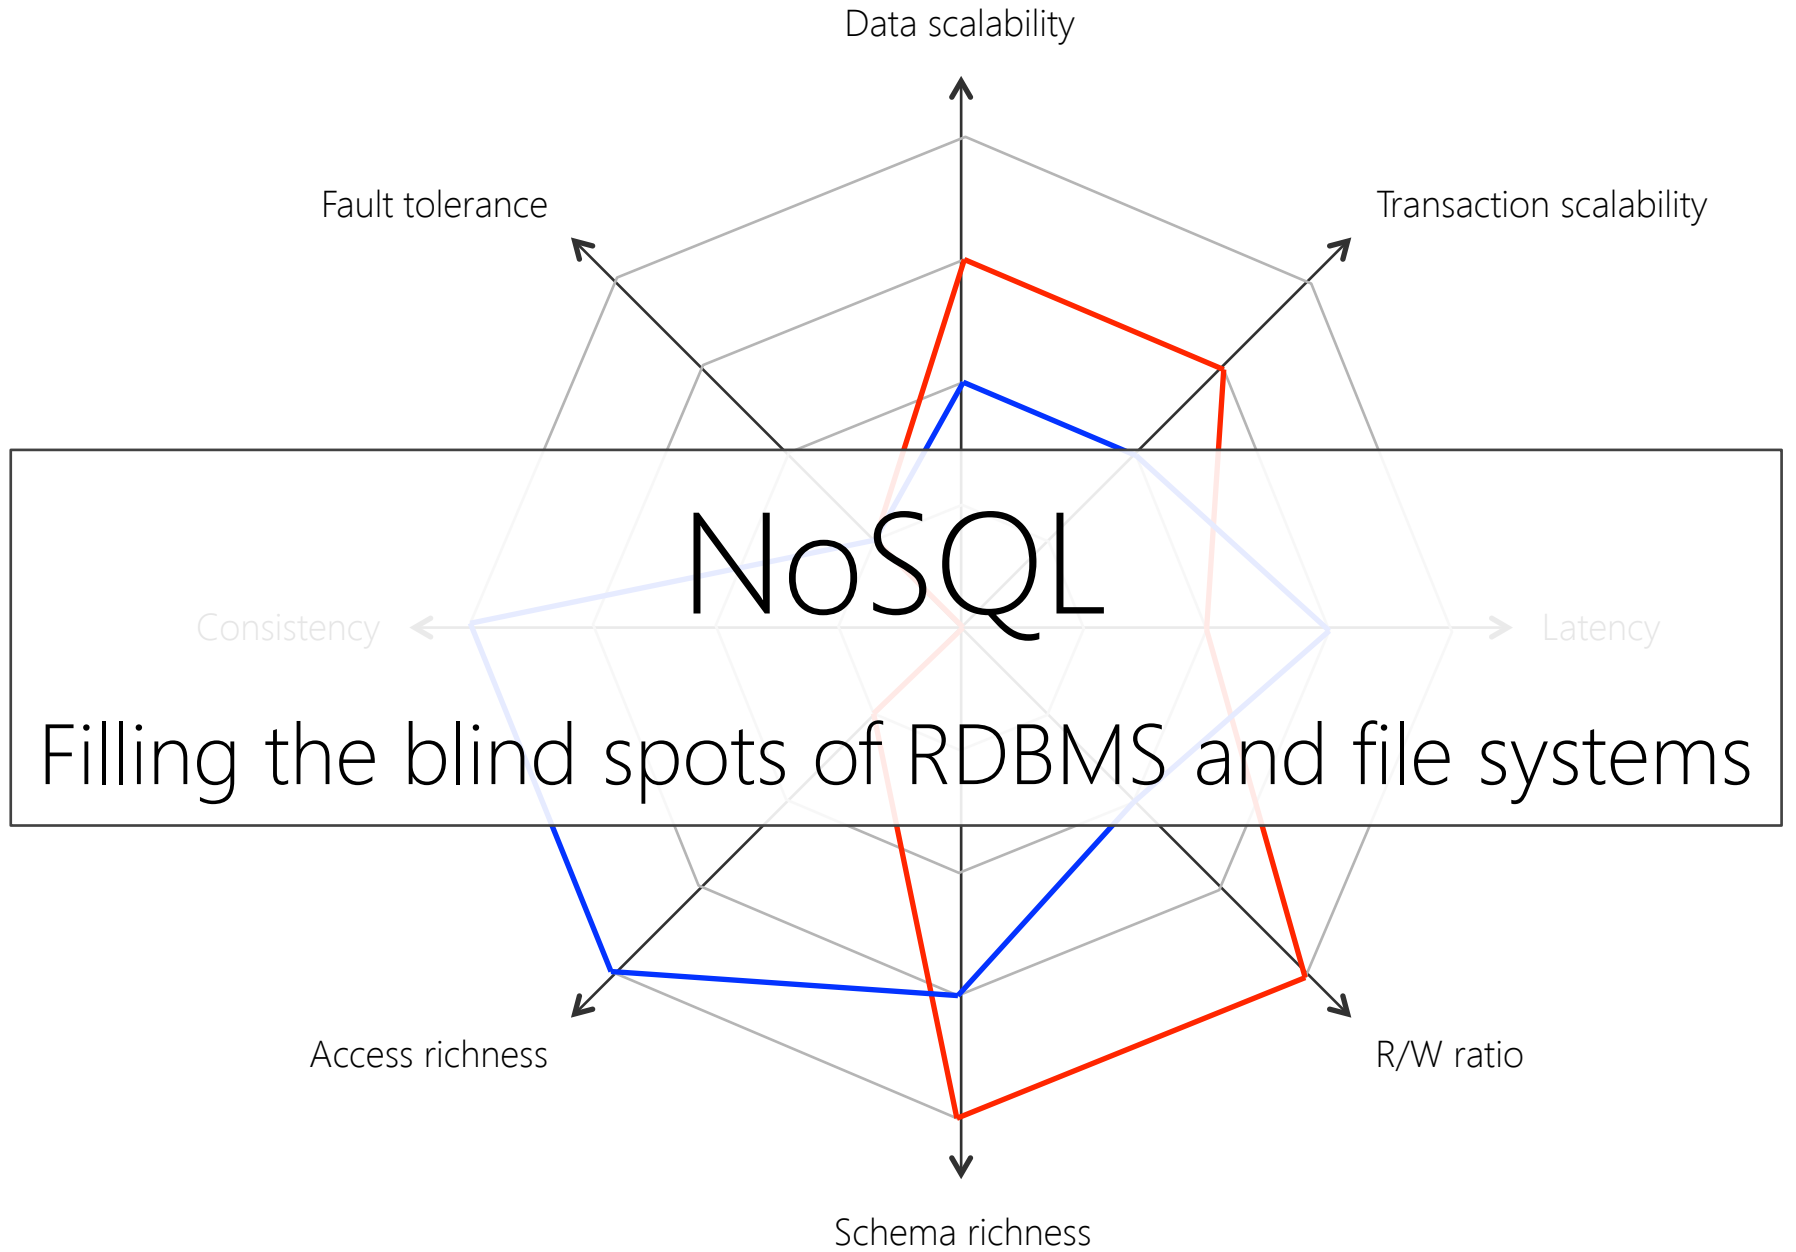 Data scalability
Fault tolerance
Transaction scalability
NoSQL
Consistency
Latency
Filling the blind spots of RDBMS and file systems
Access richness
R/W ratio
Schema richness